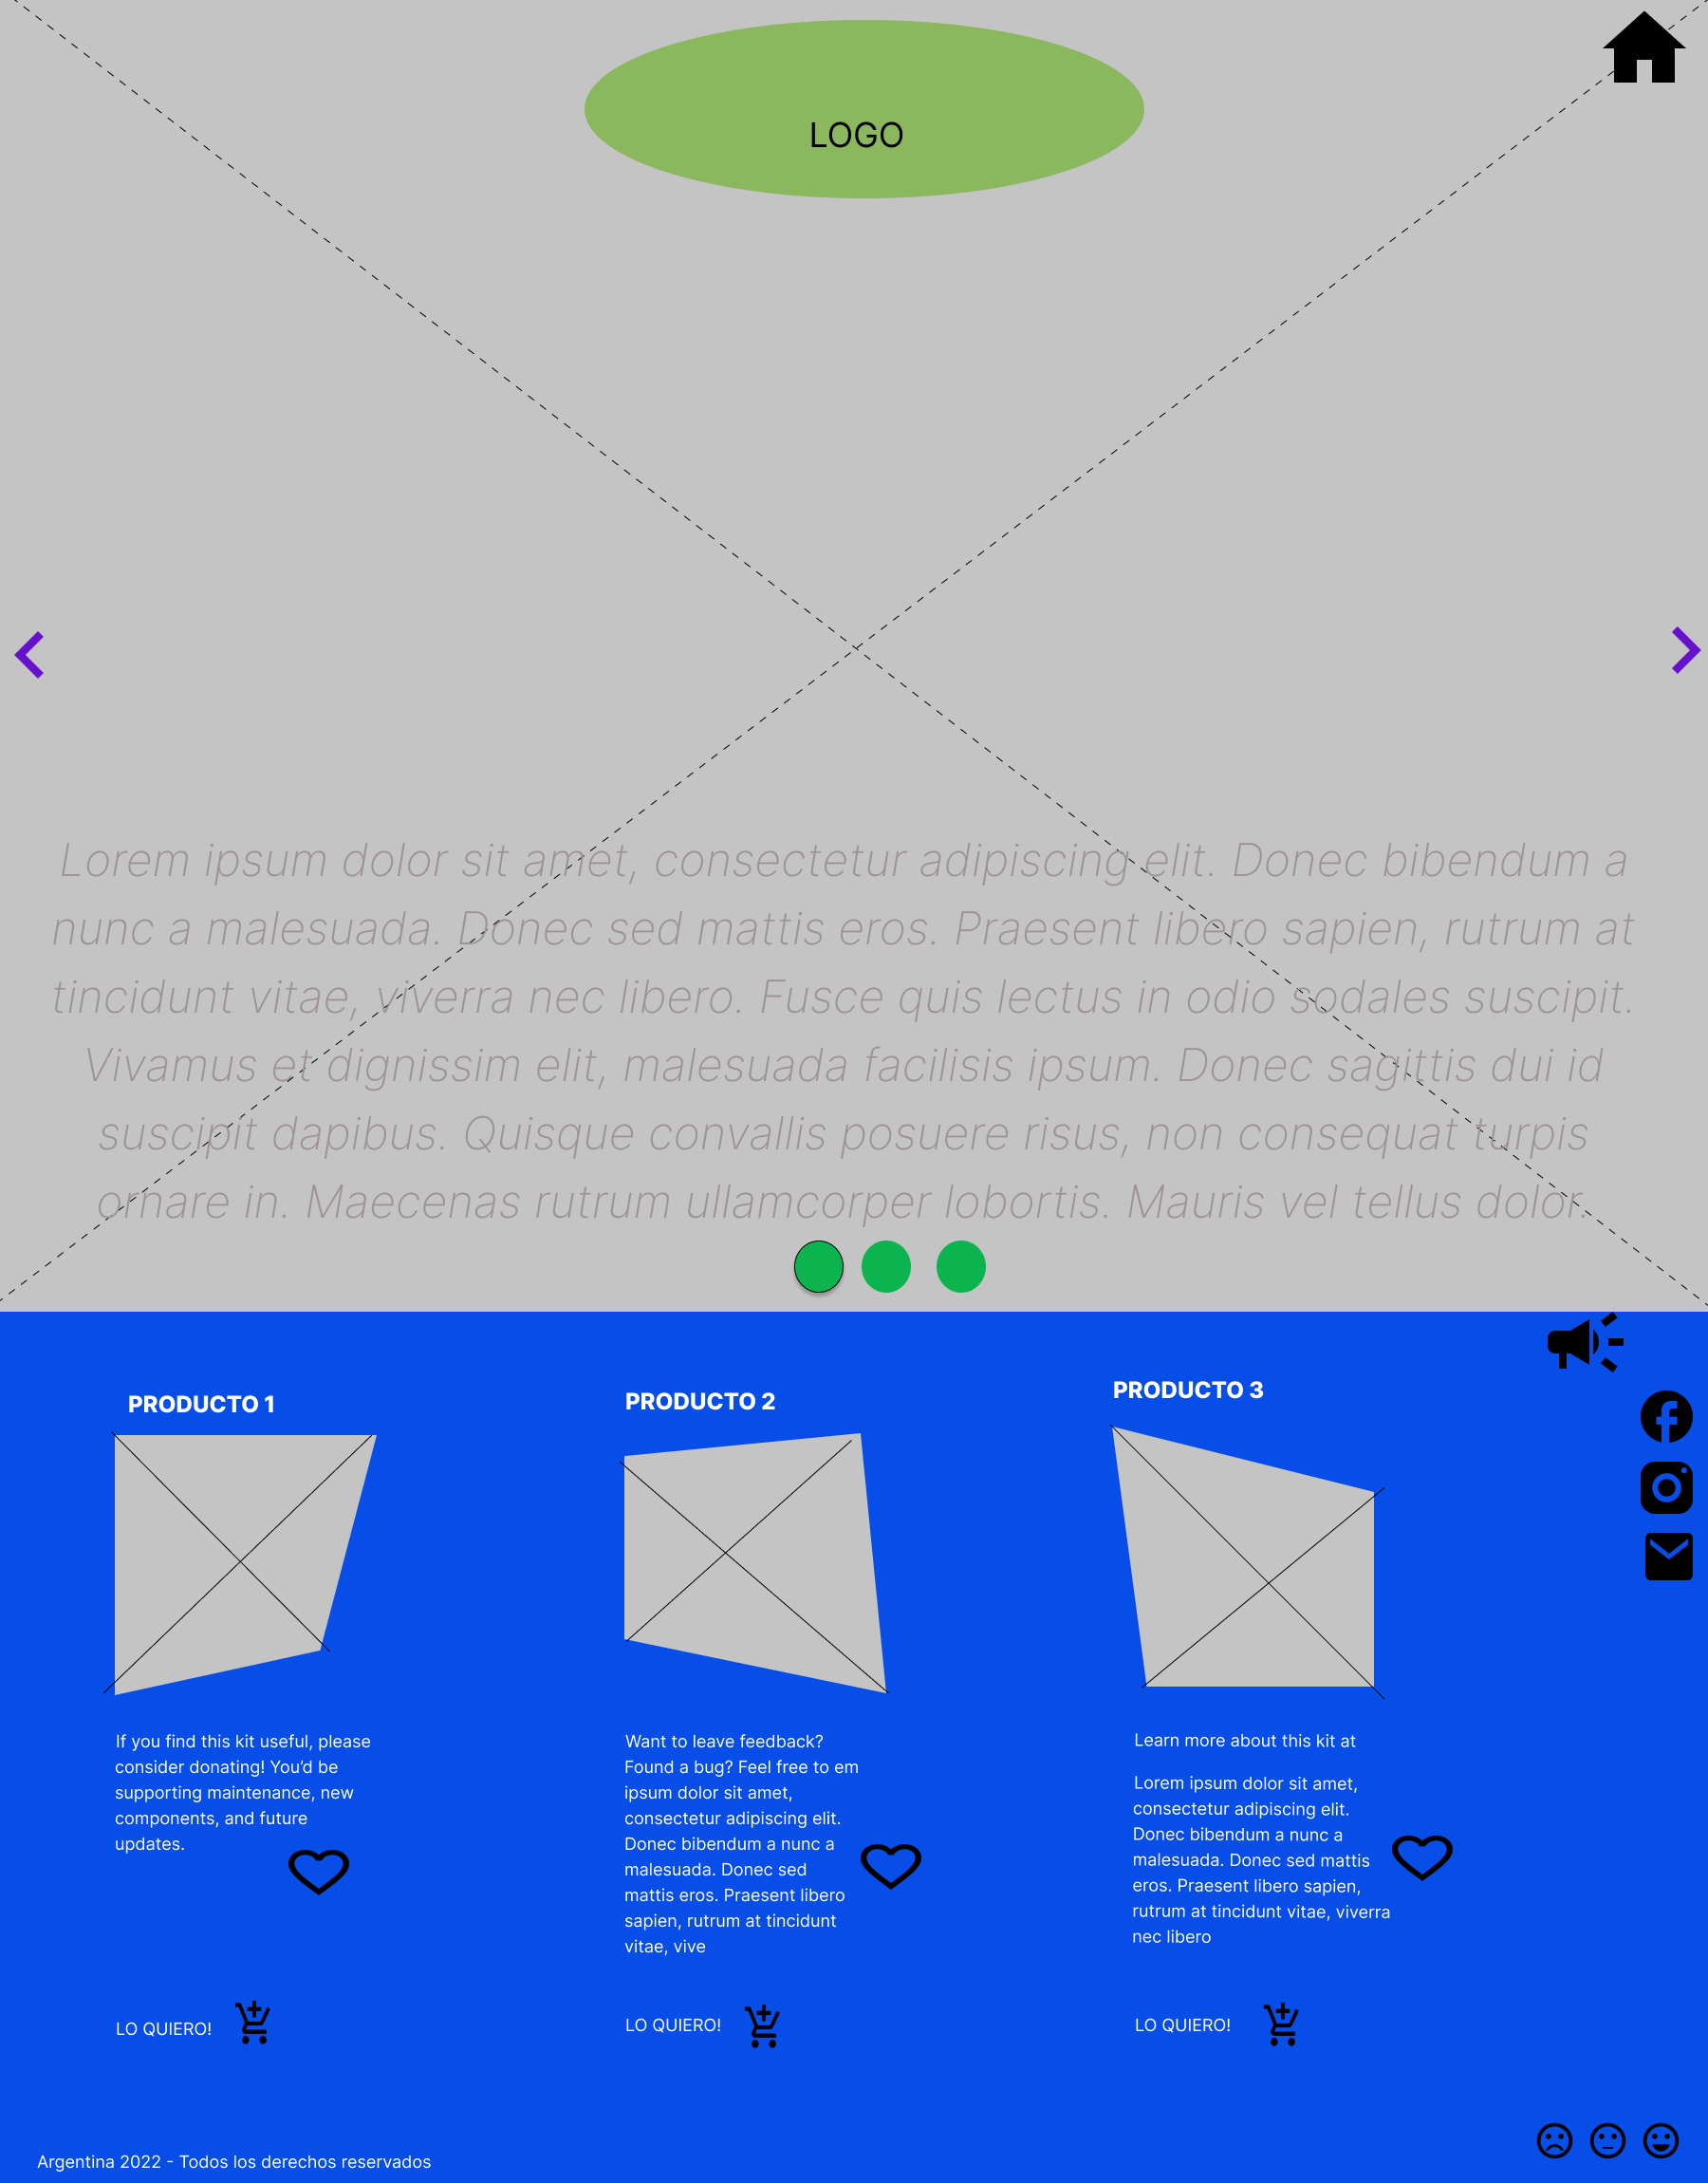 LOGO
Lorem ipsum dolor sit amet, consectetur adipiscing elit. Donec bibendum a
nunc a malesuada. Donec sed mattis eros. Praesent libero sapien, rutrum at
tincidunt vitae, viverra nec libero. Fusce quis lectus in odio sodales suscipit.
Vivamus et dignissim elit, malesuada facilisis ipsum. Donec sagittis dui id
suscipit dapibus. Quisque convallis posuere risus, non consequat turpis
ornare in. Maecenas rutrum ullamcorper lobortis. Mauris vel tellus dolor.
PRODUCTO 1
If you find this kit useful, please
consider donating! You’d be
supporting maintenance, new
components, and future
updates.
LO QUIERO!
PRODUCTO 2
Want to leave feedback?
Found a bug? Feel free to em
ipsum dolor sit amet,
consectetur adipiscing elit.
Donec bibendum a nunc a
malesuada. Donec sed
mattis eros. Praesent libero
sapien, rutrum at tincidunt
vitae, vive
LO QUIERO!
PRODUCTO 3
Learn more about this kit at
Lorem ipsum dolor sit amet,
consectetur adipiscing elit.
Donec bibendum a nunc a
malesuada. Donec sed mattis
eros. Praesent libero sapien,
rutrum at tincidunt vitae, viverra
nec libero
LO QUIERO!
Argentina 2022 - Todos los derechos reservados